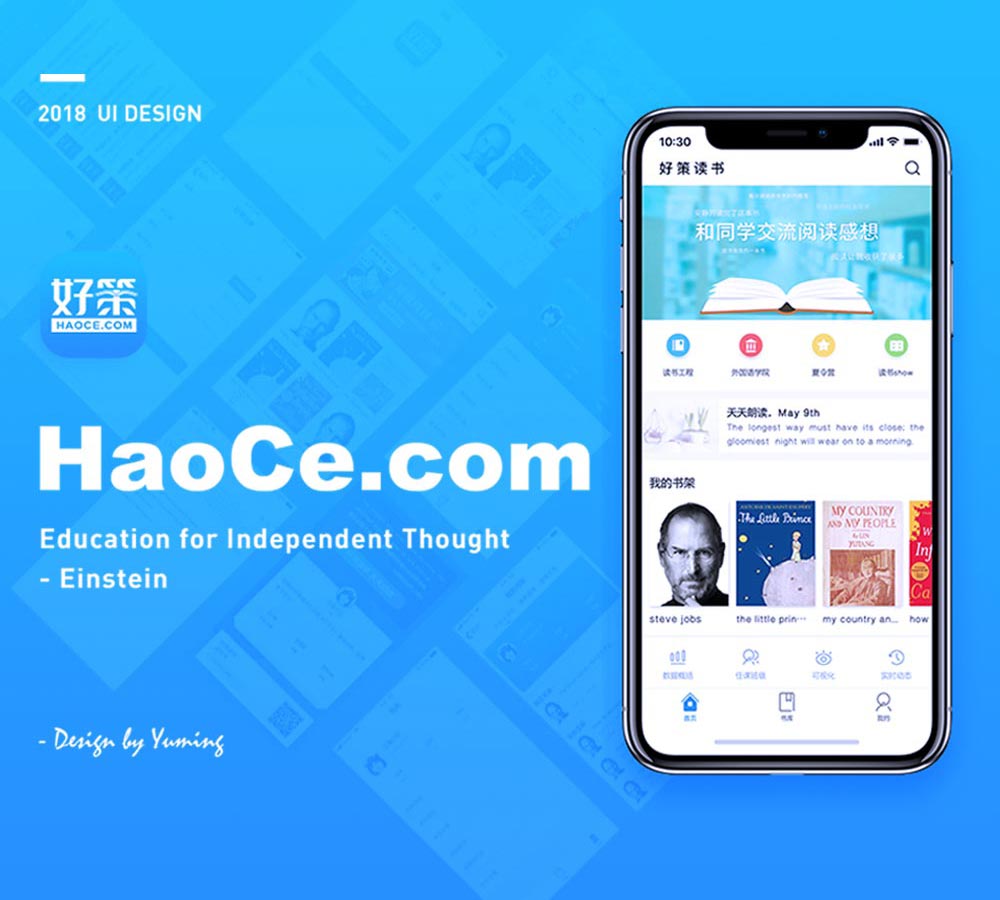 2018 UI DESIGN
好策
HAOCE.COM
HaoCe.com
Education for Independent Thought
- Einstein
- Design by Yuming
10:30
好策读书
和同学交流阅读感想
读书工程
外国语学院
夏令营
读书show
天天朗读。May 9th
The longest way must have its close; the
gloomiest night will wear on to a morning.
我的书架
The Little Prince
MY COUNTRY
AND MY PEOPLE
By LIN
YUTANG
steve jobs
the little prin···
my country an...
how
数据概括
任课班级
可视化
实时动态
首页
书库
我的